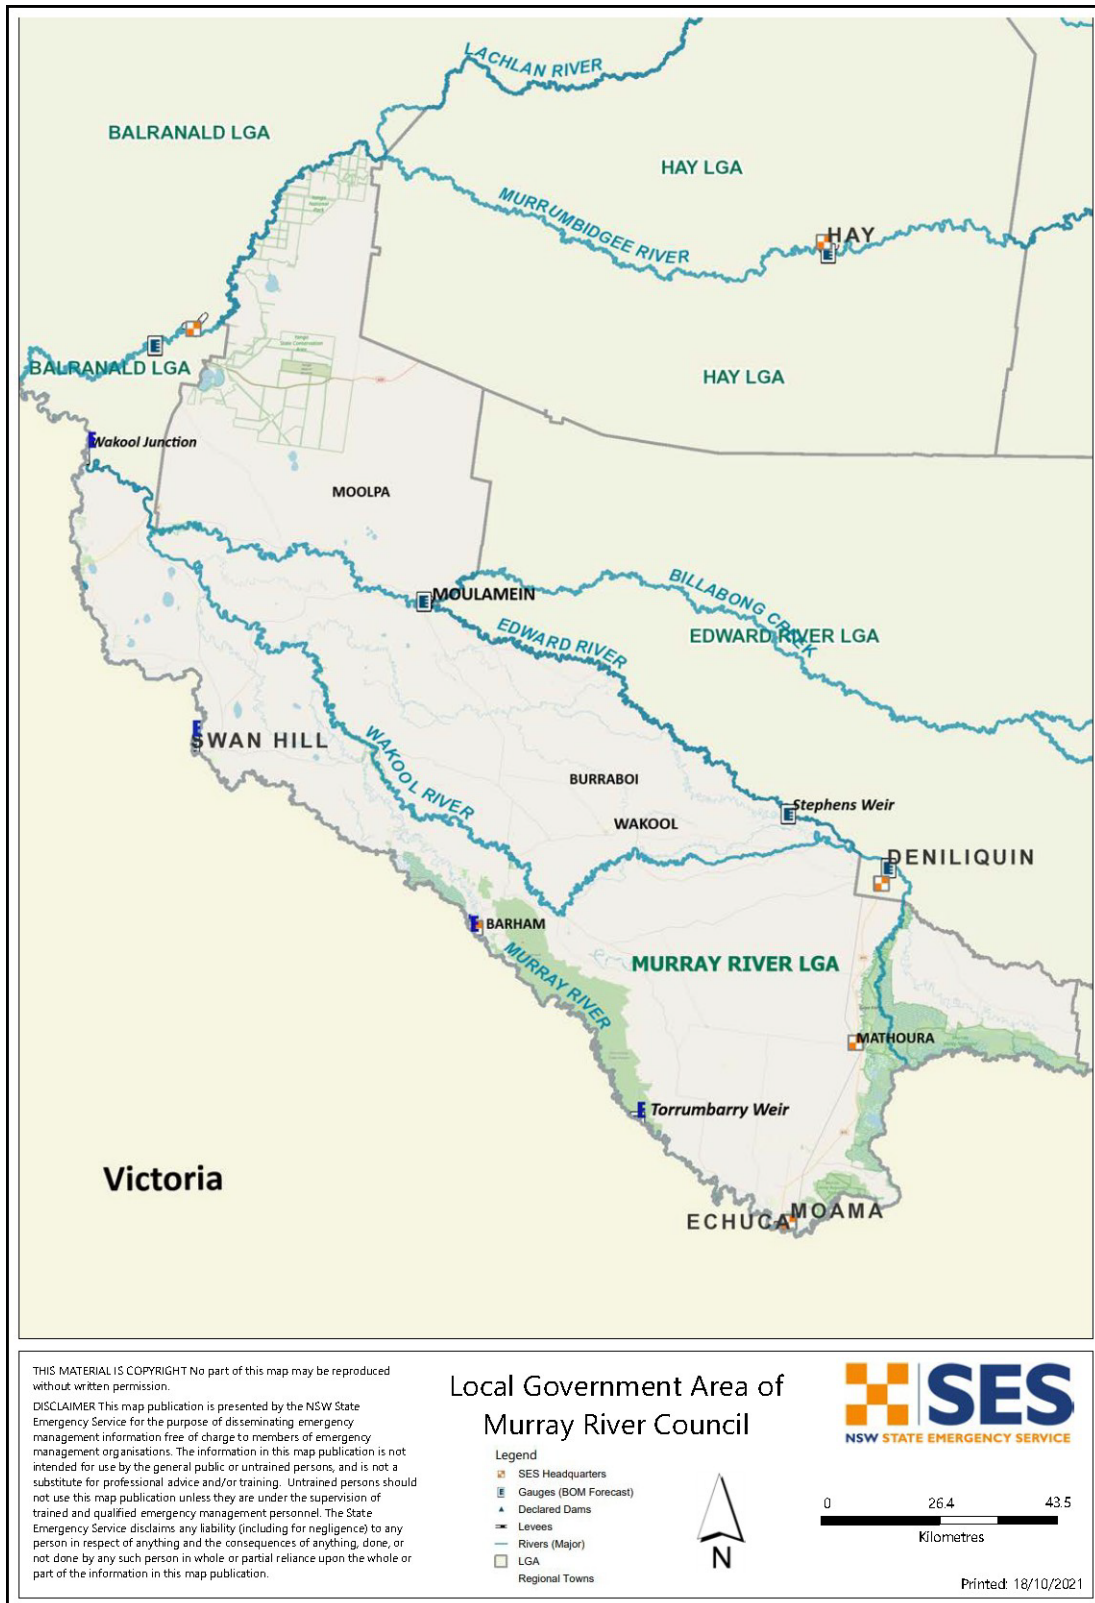 LACHLAN RIVER
BALRANALD LGA
HAY LGA
MURRUMBIDGEE RIVER
HAY
BALRANALD LGA
HAY LGA
Wakool Junction
MOOLPA
MOULAMEIN
BILLABONG CREEK
EDWARD RIVER
EDWARD RIVER LGA
SWAN HILL
WAKOOL RIVER
BURRABOI
WAKOOL
Stephens Weir
DENILIQUIN
BARHAM
MURRAY RIVER
MURRAY RIVER LGA
MATHOURA
Torrumbarry Weir
Victoria
ECHUCA
MOAMA
THIS MATERIAL IS COPYRIGHT No part of this map may be reproduced
without written permission.
DISCLAIMER This map publication is presented by the NSW State
Emergency Service for the purpose of disseminating emergency
management information free of charge to members of emergency
management organisations. The information in this map publication is not
intended for use by the general public or untrained persons, and is not a
substitute for professional advice and/or training. Untrained persons should
not use this map publication unless they are under the supervision of
trained and qualified emergency management personnel. The State
Emergency Service disclaims any liability (including for negligence) to any
person in respect of anything and the consequences of anything, done, or
not done by any such person in whole or partial reliance upon the whole or
part of the information in this map publication.
Local Government Area of
Murray River Council
Legend
SES Headquarters
Gauges (BOM Forecast)
Declared Dams
Levees
Rivers (Major)
LGA
Regional Towns
N
SES
NSW STATE EMERGENCY SERVICE
0 26.4 43.5
Kilometres
Printed: 18/10/2021